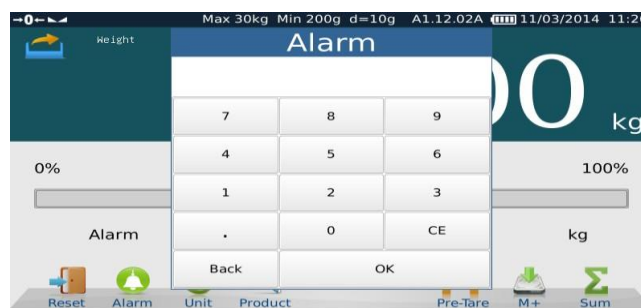 →0← Max 30kg Min 200g d=10g A1.12.02A 11/03/2014 11:2
Weight
Alarm
00
kg
7 8 9
4 5 6
1 2 3
. 0 CE
Back OK
0% 100%
Alarm kg
Reset Alarm Unit Product Pre-Tare M+ Sum